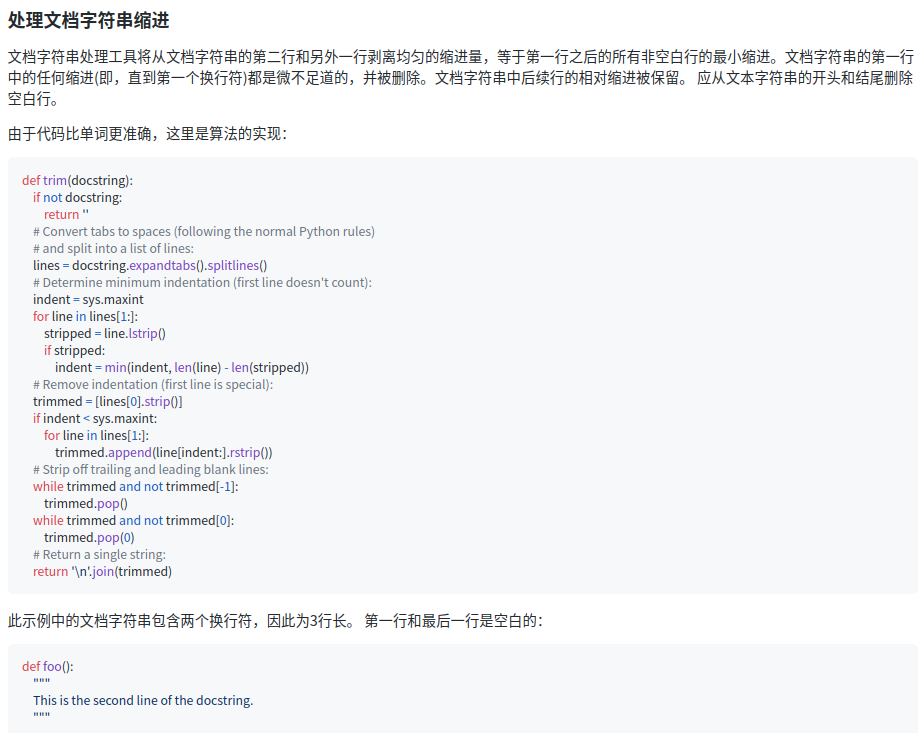 处理文档字符串缩进
文档字符串处理工具将从文档字符串的第二行和另外一行剥离均匀的缩进量，等于第一行之后的所有非空白行的最小缩进。文档字符串的第一行
中的任何缩进(即，直到第一个换行符)都是微不足道的，并被删除。文档字符串中后续行的相对缩进被保留。 应从文本字符串的开头和结尾删除
空白行。
由于代码比单词更准确，这里是算法的实现：
def trim(docstring):
    if not docstring:
        return ''
    # Convert tabs to spaces (following the normal Python rules)
    # and split into a list of lines:
    lines = docstring.expandtabs().splitlines()
    # Determine minimum indentation (first line doesn't count):
    indent = sys.maxint
    for line in lines[1:]:
        stripped = line.lstrip()
        if stripped:
            indent = min(indent, len(line) - len(stripped))
    # Remove indentation (first line is special):
    trimmed = [lines[0].strip()]
    if indent < sys.maxint:
        for line in lines[1:]:
            trimmed.append(line[indent:].rstrip())
    # Strip off trailing and leading blank lines:
    while trimmed and not trimmed[-1]:
        trimmed.pop()
    while trimmed and not trimmed[0]:
        trimmed.pop(0)
    # Return a single string:
    return '\n'.join(trimmed)
此示例中的文档字符串包含两个换行符，因此为3行长。 第一行和最后一行是空白的：
def foo():
    """
    This is the second line of the docstring.
    """